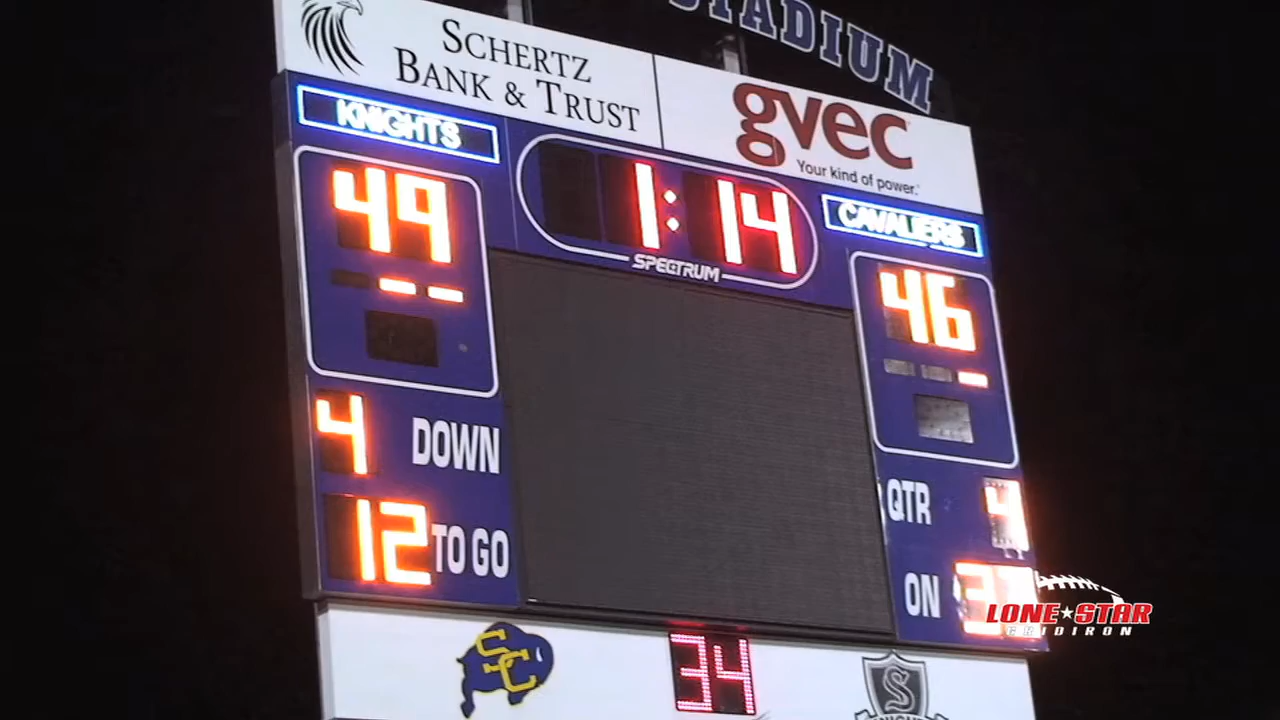 STADIUM
SCHERTZ
BANK & TRUST
gvec
Your kind of power.
KNIGHTS
1:14
CAVALIERS
SPECTRUM
49
46
4 DOWN
QTR 4
12 TO GO
ON
LONE STAR
GRIDIRON
SC
34
S
KNIGHTS